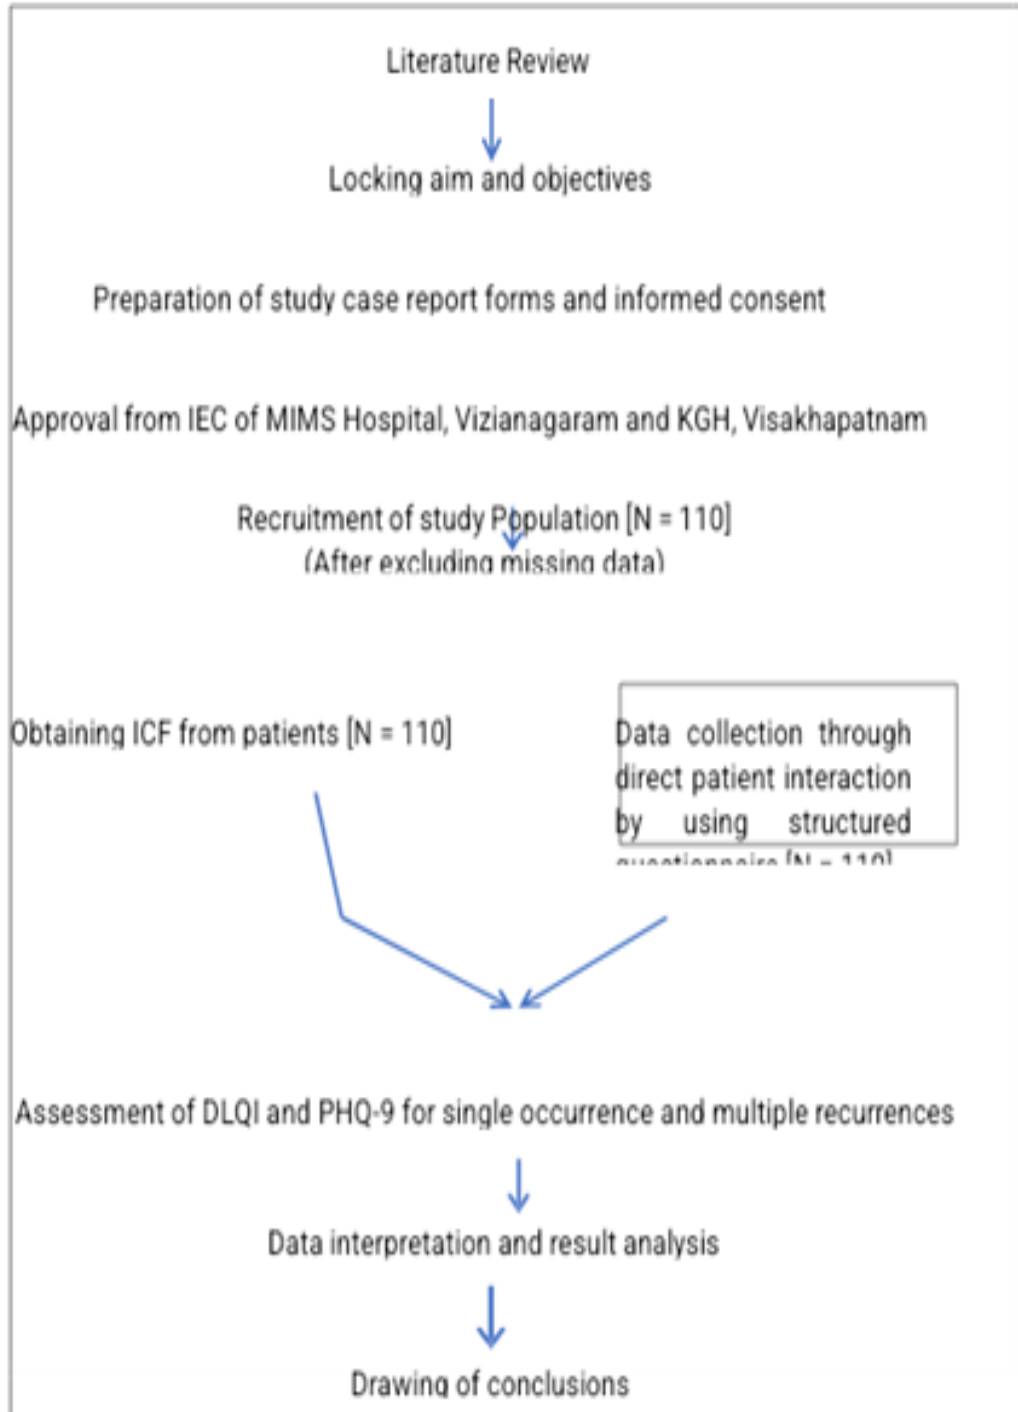 Literature Review
Locking aim and objectives
Preparation of study case report forms and informed consent
Approval from IEC of MIMS Hospital, Vizianagaram and KGH, Visakhapatnam
Recruitment of study Population [N = 110]
(After excluding missing data)
Obtaining ICF from patients [N = 110]
Data collection through
direct patient interaction
by using structured
questionnaire [N = 110]
Assessment of DLQI and PHQ-9 for single occurrence and multiple recurrences
Data interpretation and result analysis
Drawing of conclusions